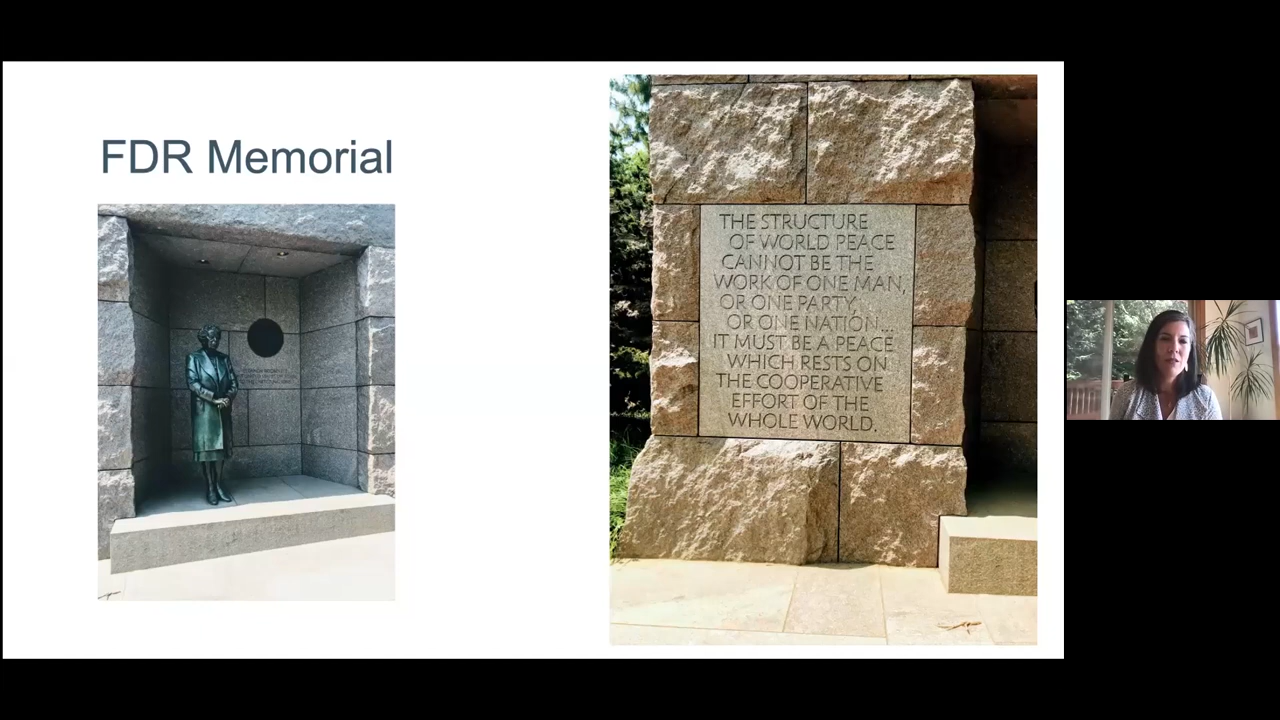 FDR Memorial
THE STRUCTURE
OF WORLD PEACE
CANNOT BE THE
WORK OF ONE MAN,
OR ONE PARTY,
OR ONE NATION...
IT MUST BE A PEACE
WHICH RESTS ON
THE COOPERATIVE
EFFORT OF THE
WHOLE WORLD.